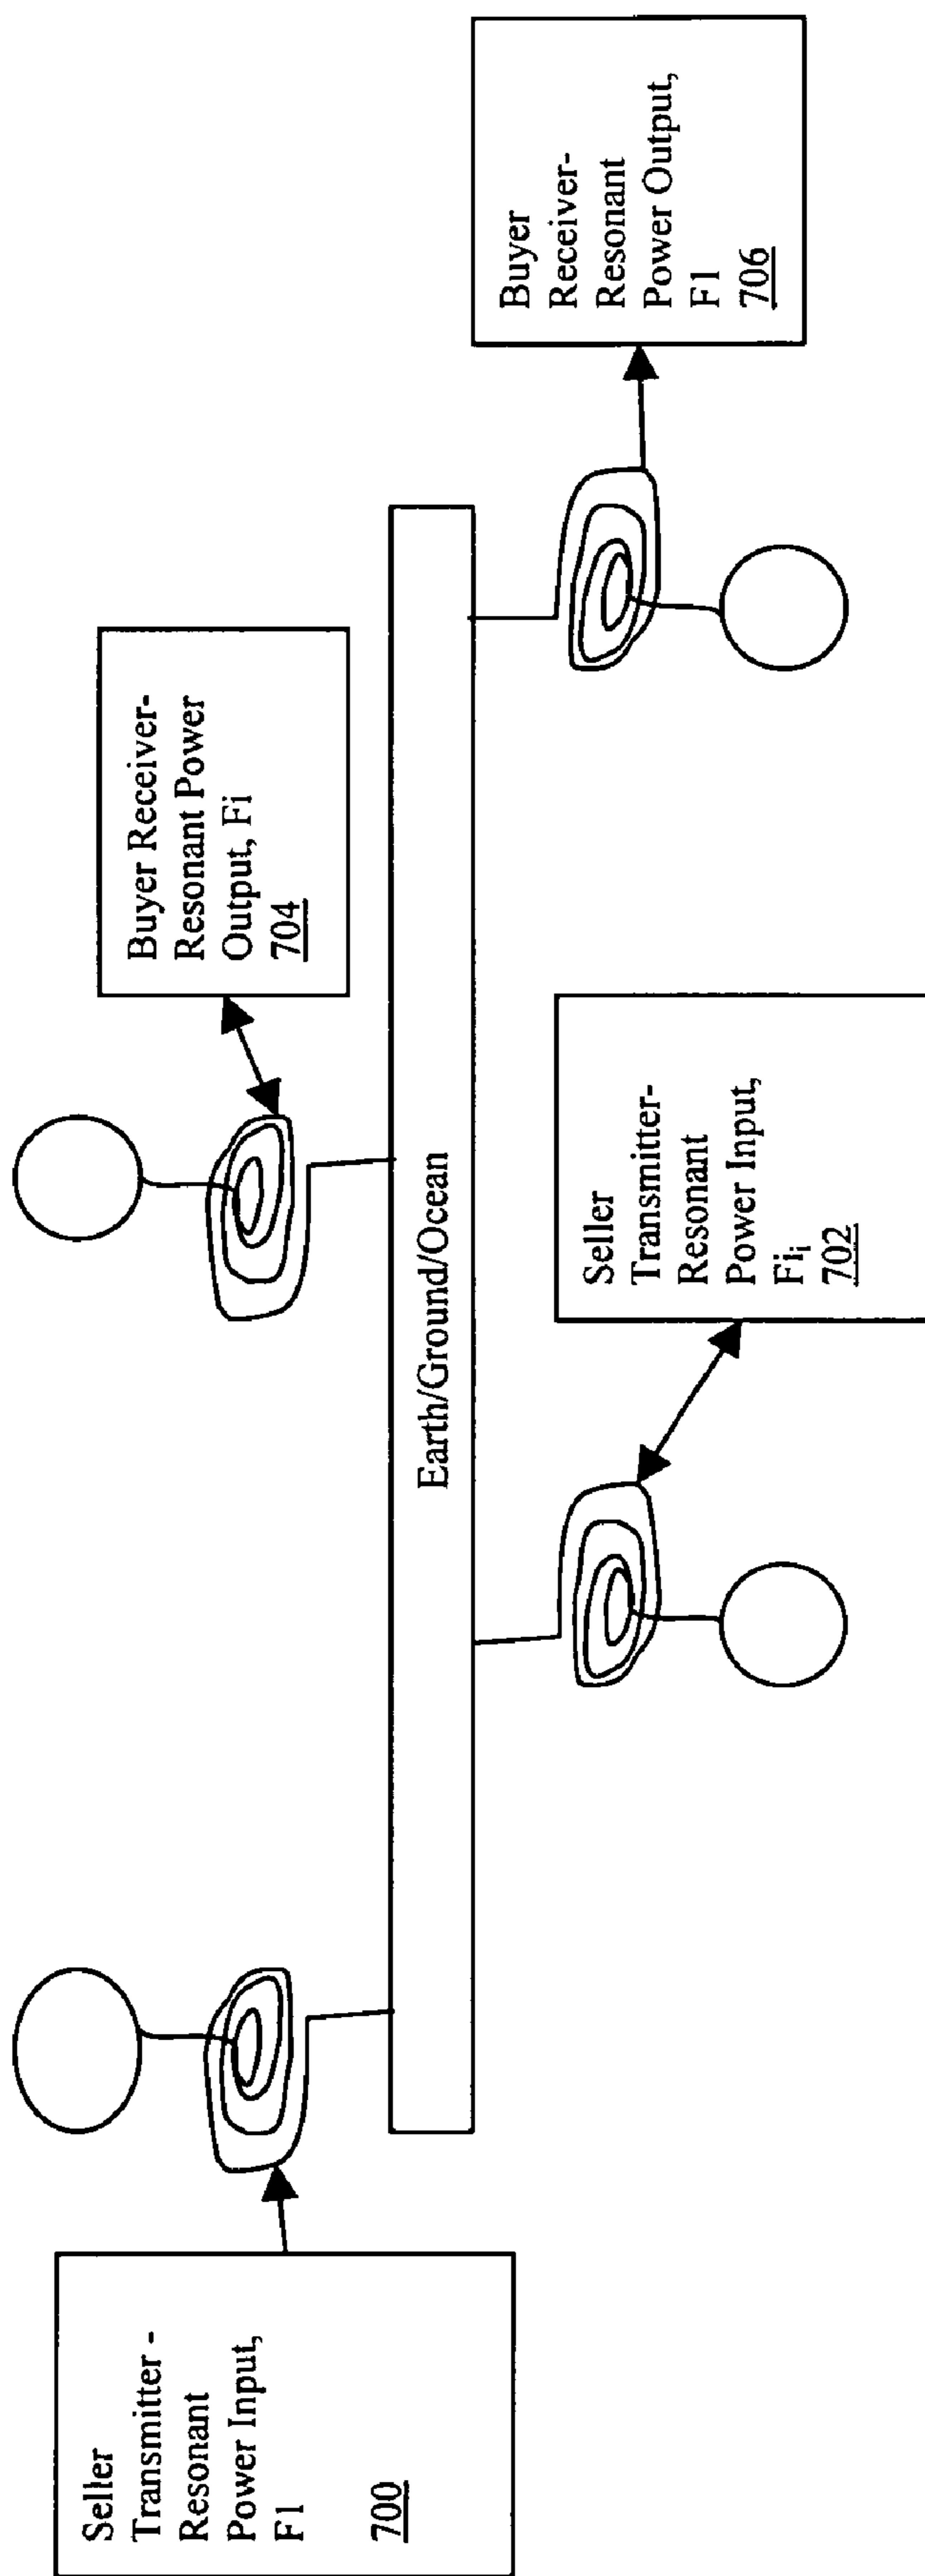 Seller
Transmitter -
Resonant
Power Input,
F1
700
Buyer Receiver-
Resonant Power
Output, Fi
704
Earth/Ground/Ocean
Seller
Transmitter-
Resonant
Power Input,
Fii
702
Buyer
Receiver-
Resonant
Power Output,
F1
706